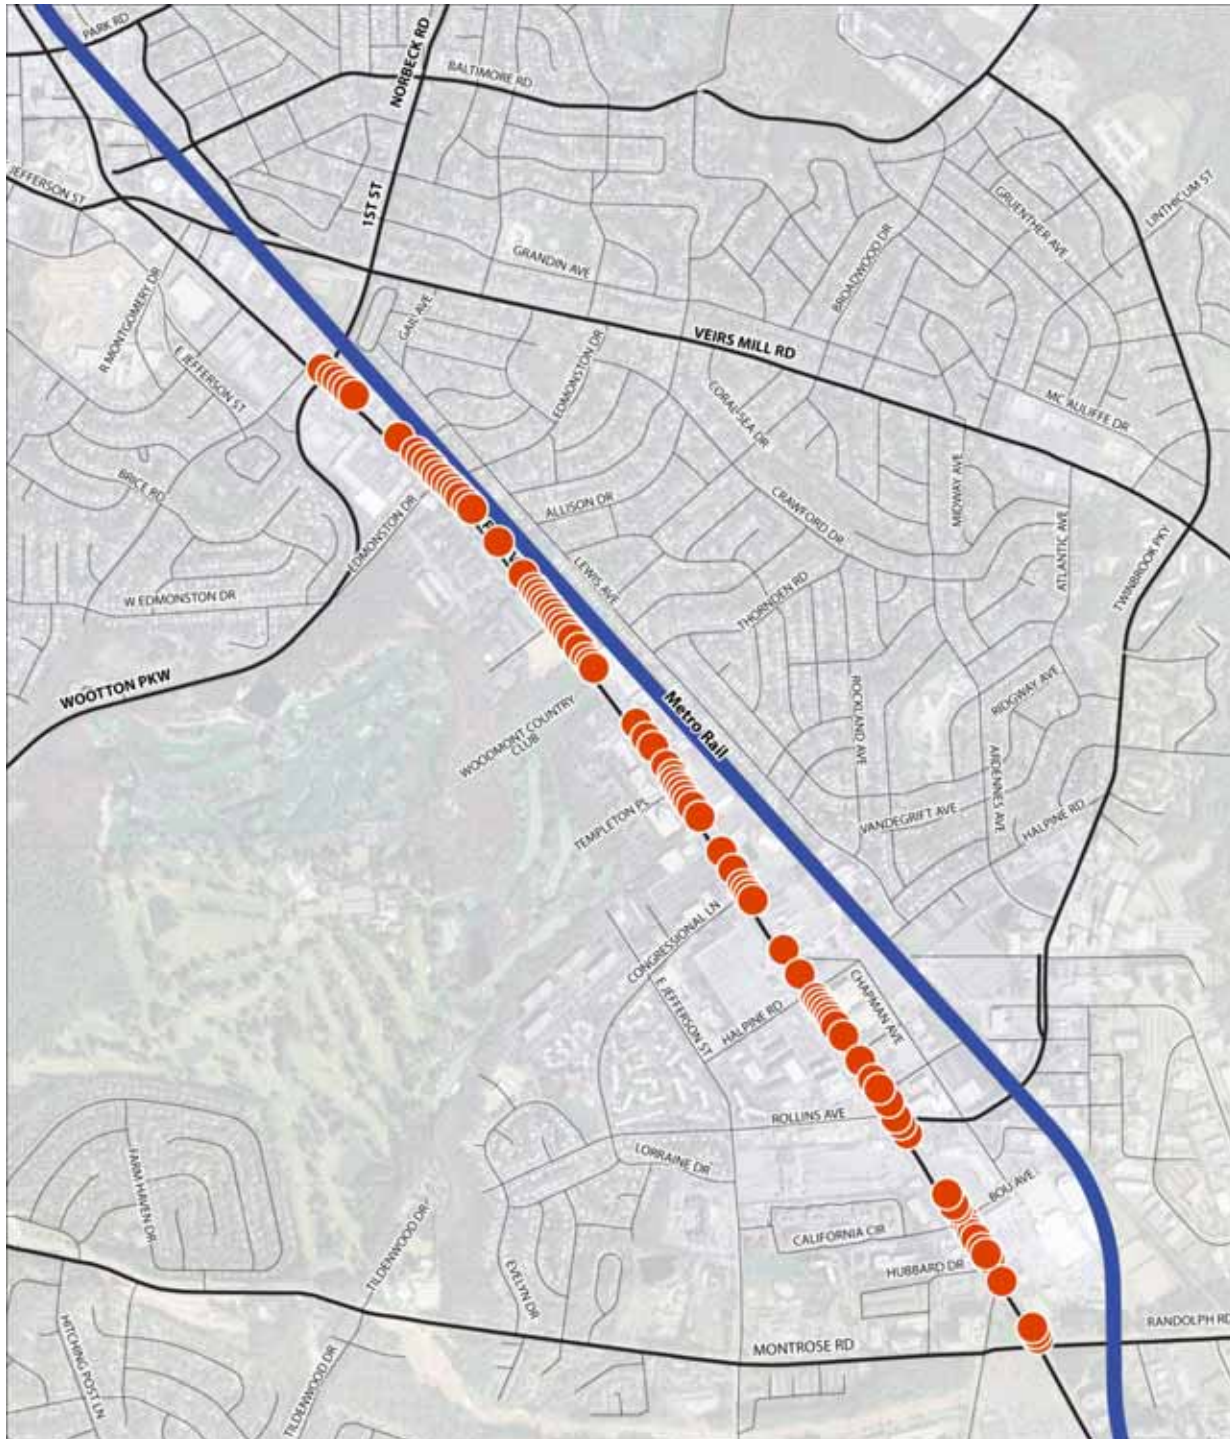 PARK RD
NORBECK RD
BALTIMORE RD
E JEFFERSON ST
1ST ST
LINTHICUM ST
GRUENTHER AVE
BROADWOOD DR
GRANDIN AVE
R MONTGOMERY DR
GAIL AVE
VEIRS MILL RD
E JEFFERSON ST
EDMONSTON DR
CORAL SEA DR
MC AULIFFE DR
BRICE RD
MIDWAY AVE
ALLISON DR
CRAWFORD DR
EDMONSTON DR
ATLANTIC AVE
TWINBROOK PKY
LEWIS AVE
THORNDEN RD
W EDMONSTON DR
WOOTTON PKW
RIDGWAY AVE
ROCKLAND AVE
Metro Rail
WOODMONT COUNTRY
CLUB
ARDENNES AVE
TEMPLETON PL
VANDEGRIFT AVE
HALPINE RD
CONGRESSIONAL LN
CHAPMAN AVE
E JEFFERSON ST
HALPINE RD
ROLLINS AVE
LORRAINE DR
FARM HAVEN DR
BOU AVE
TILDENWOOD DR
CALIFORNIA CIR
HUBBARD DR
EVELYN DR
RANDOLPH RD
HITCHING POST LN
TILDENWOOD DR
MONTROSE RD